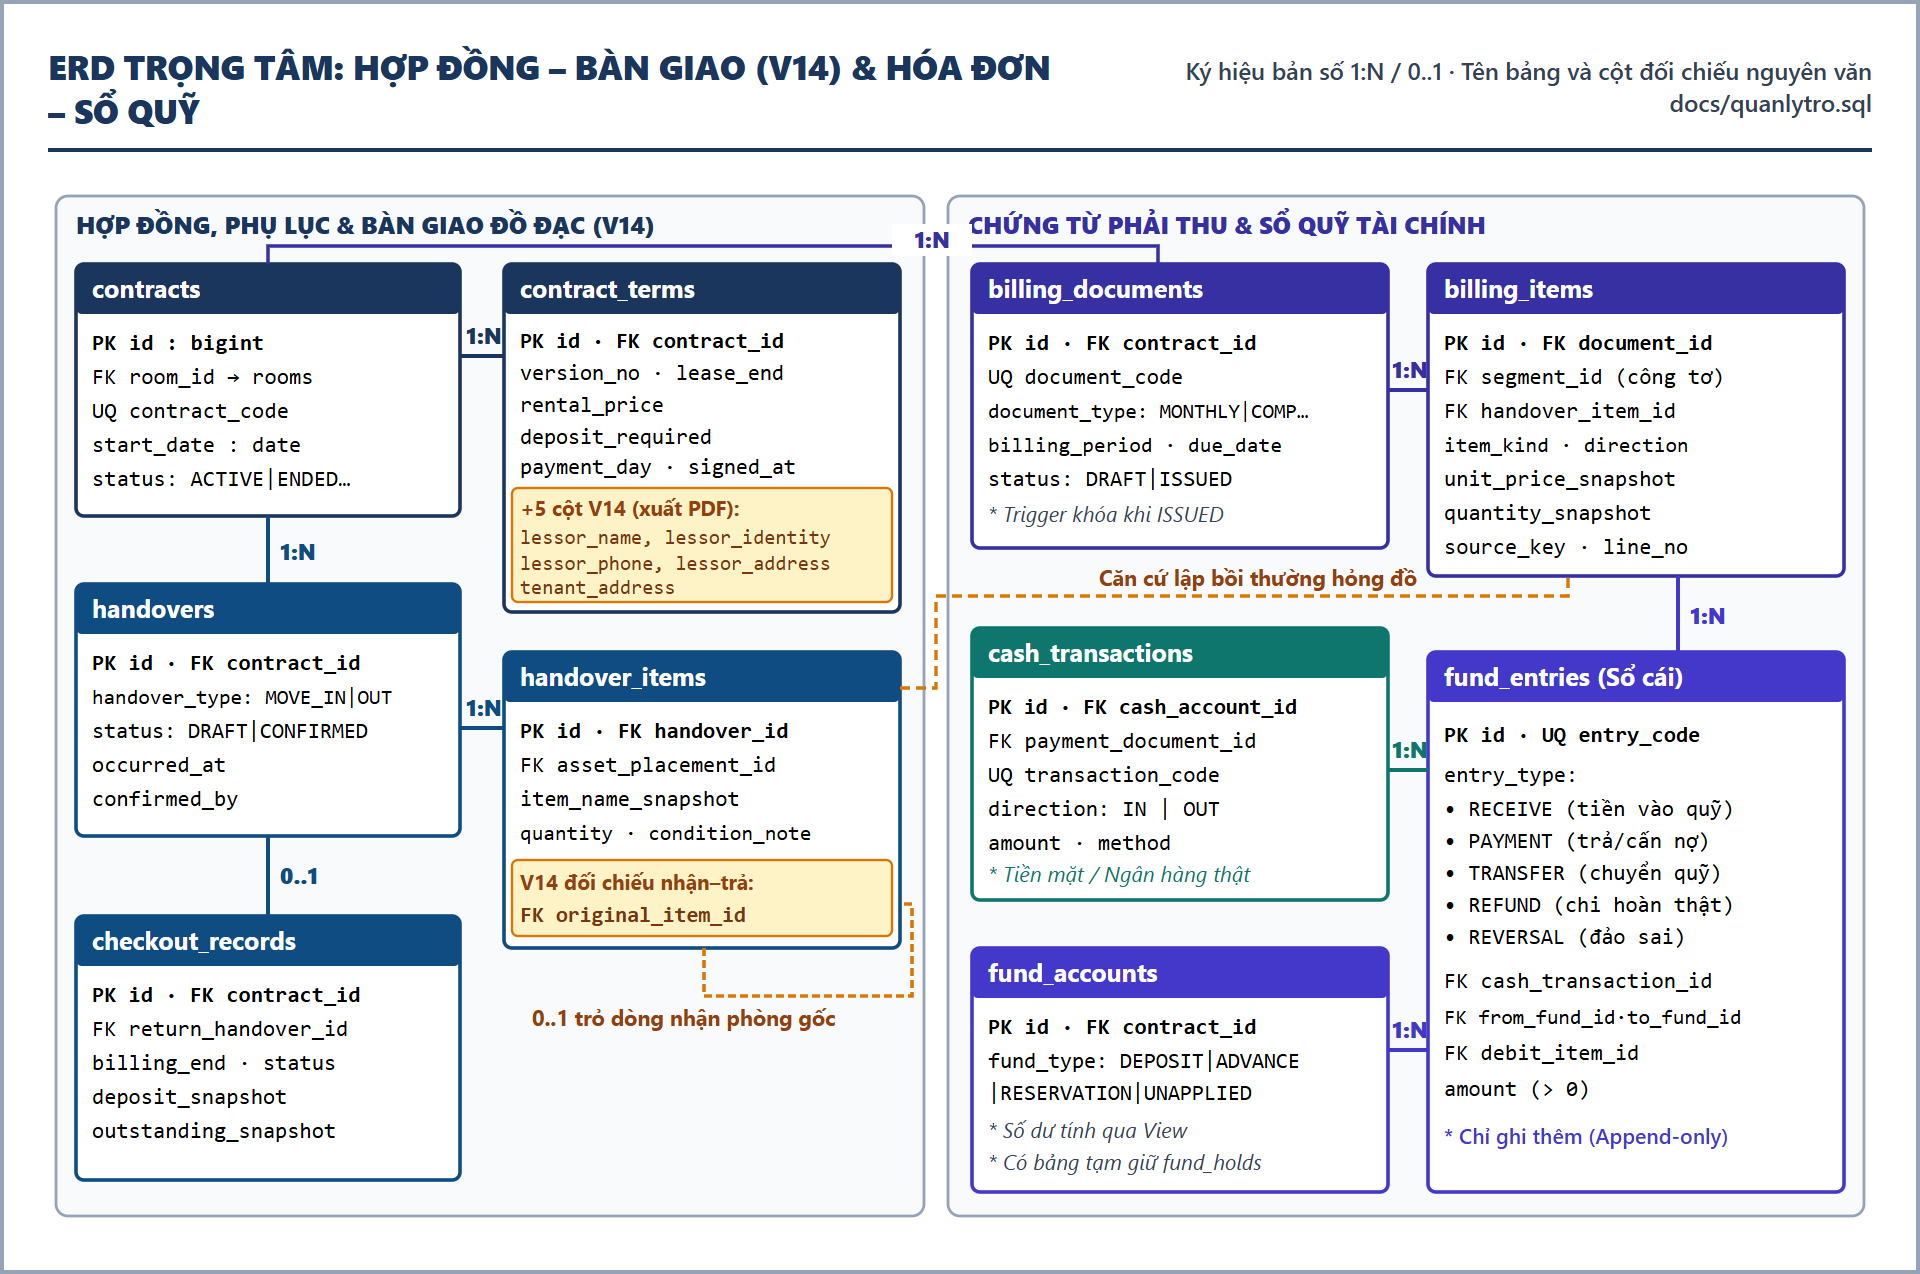 ERD TRỌNG TÂM: HỢP ĐỒNG – BÀN GIAO (V14) & HÓA ĐƠN
– SỔ QUỸ
Ký hiệu bản số 1:N / 0..1 · Tên bảng và cột đối chiếu nguyên văn
docs/quanlytro.sql
HỢP ĐỒNG, PHỤ LỤC & BÀN GIAO ĐỒ ĐẠC (V14)
1:N
contracts
PK id : bigint
FK room_id → rooms
UQ contract_code
start_date : date
status: ACTIVE|ENDED…
1:N
contract_terms
PK id · FK contract_id
version_no · lease_end
rental_price
deposit_required
payment_day · signed_at
+5 cột V14 (xuất PDF):
lessor_name, lessor_identity
lessor_phone, lessor_address
tenant_address
1:N
handovers
PK id · FK contract_id
handover_type: MOVE_IN|OUT
status: DRAFT|CONFIRMED
occurred_at
confirmed_by
1:N
handover_items
PK id · FK handover_id
FK asset_placement_id
item_name_snapshot
quantity · condition_note
V14 đối chiếu nhận–trả:
FK original_item_id
0..1 trỏ dòng nhận phòng gốc
0..1
checkout_records
PK id · FK contract_id
FK return_handover_id
billing_end · status
deposit_snapshot
outstanding_snapshot
CHỨNG TỪ PHẢI THU & SỔ QUỸ TÀI CHÍNH
billing_documents
PK id · FK contract_id
UQ document_code
document_type: MONTHLY|COMP…
billing_period · due_date
status: DRAFT|ISSUED
* Trigger khóa khi ISSUED
1:N
billing_items
PK id · FK document_id
FK segment_id (công tơ)
FK handover_item_id
item_kind · direction
unit_price_snapshot
quantity_snapshot
source_key · line_no
Căn cứ lập bồi thường hỏng đồ
1:N
cash_transactions
PK id · FK cash_account_id
FK payment_document_id
UQ transaction_code
direction: IN | OUT
amount · method
* Tiền mặt / Ngân hàng thật
1:N
fund_accounts
PK id · FK contract_id
fund_type: DEPOSIT|ADVANCE
|RESERVATION|UNAPPLIED
* Số dư tính qua View
* Có bảng tạm giữ fund_holds
1:N
fund_entries (Sổ cái)
PK id · UQ entry_code
entry_type:
• RECEIVE (tiền vào quỹ)
• PAYMENT (trả/cấn nợ)
• TRANSFER (chuyển quỹ)
• REFUND (chi hoàn thật)
• REVERSAL (đảo sai)
FK cash_transaction_id
FK from_fund_id·to_fund_id
FK debit_item_id
amount (> 0)
* Chỉ ghi thêm (Append-only)